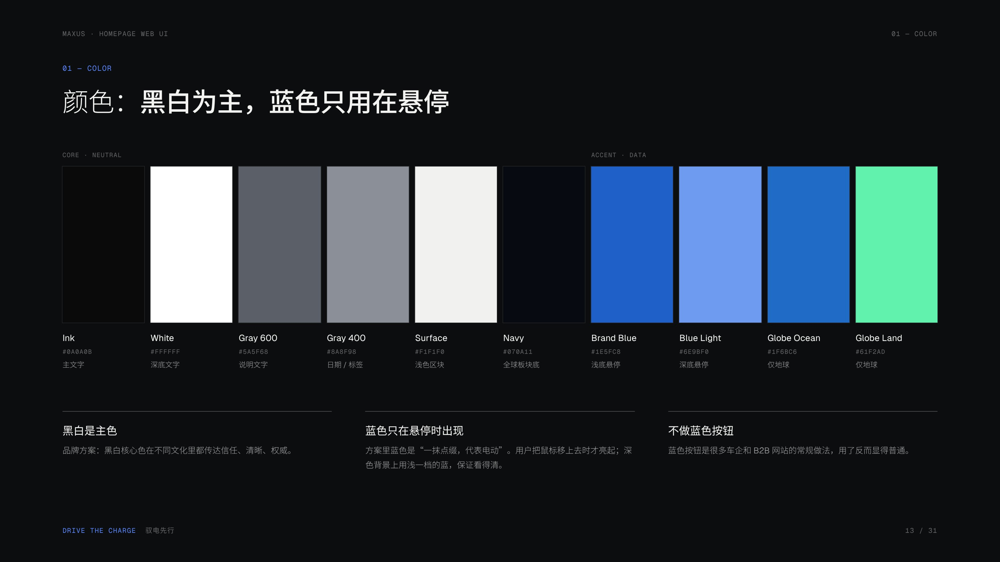 MAXUS · HOMEPAGE WEB UI
01 — COLOR
01 — COLOR
颜色：黑白为主，蓝色只用在悬停
CORE · NEUTRAL
ACCENT · DATA
Ink
#0A0A0B
主文字
White
#FFFFFF
深底文字
Gray 600
#5A5F68
说明文字
Gray 400
#8A8F98
日期 / 标签
Surface
#F1F1F0
浅色区块
Navy
#070A11
全球板块底
Brand Blue
#1E5FC8
浅底悬停
Blue Light
#6E9BF0
深底悬停
Globe Ocean
#1F6BC6
仅地球
Globe Land
#61F2AD
仅地球
黑白是主色
品牌方案：黑白核心色在不同文化里都传达信任、清晰、权威。
蓝色只在悬停时出现
方案里蓝色是“一抹点缀，代表电动”。用户把鼠标移上去时才亮起；深
色背景上用浅一档的蓝，保证看得清。
不做蓝色按钮
蓝色按钮是很多车企和 B2B 网站的常规做法，用了反而显得普通。
DRIVE THE CHARGE 驭电先行
13 / 31